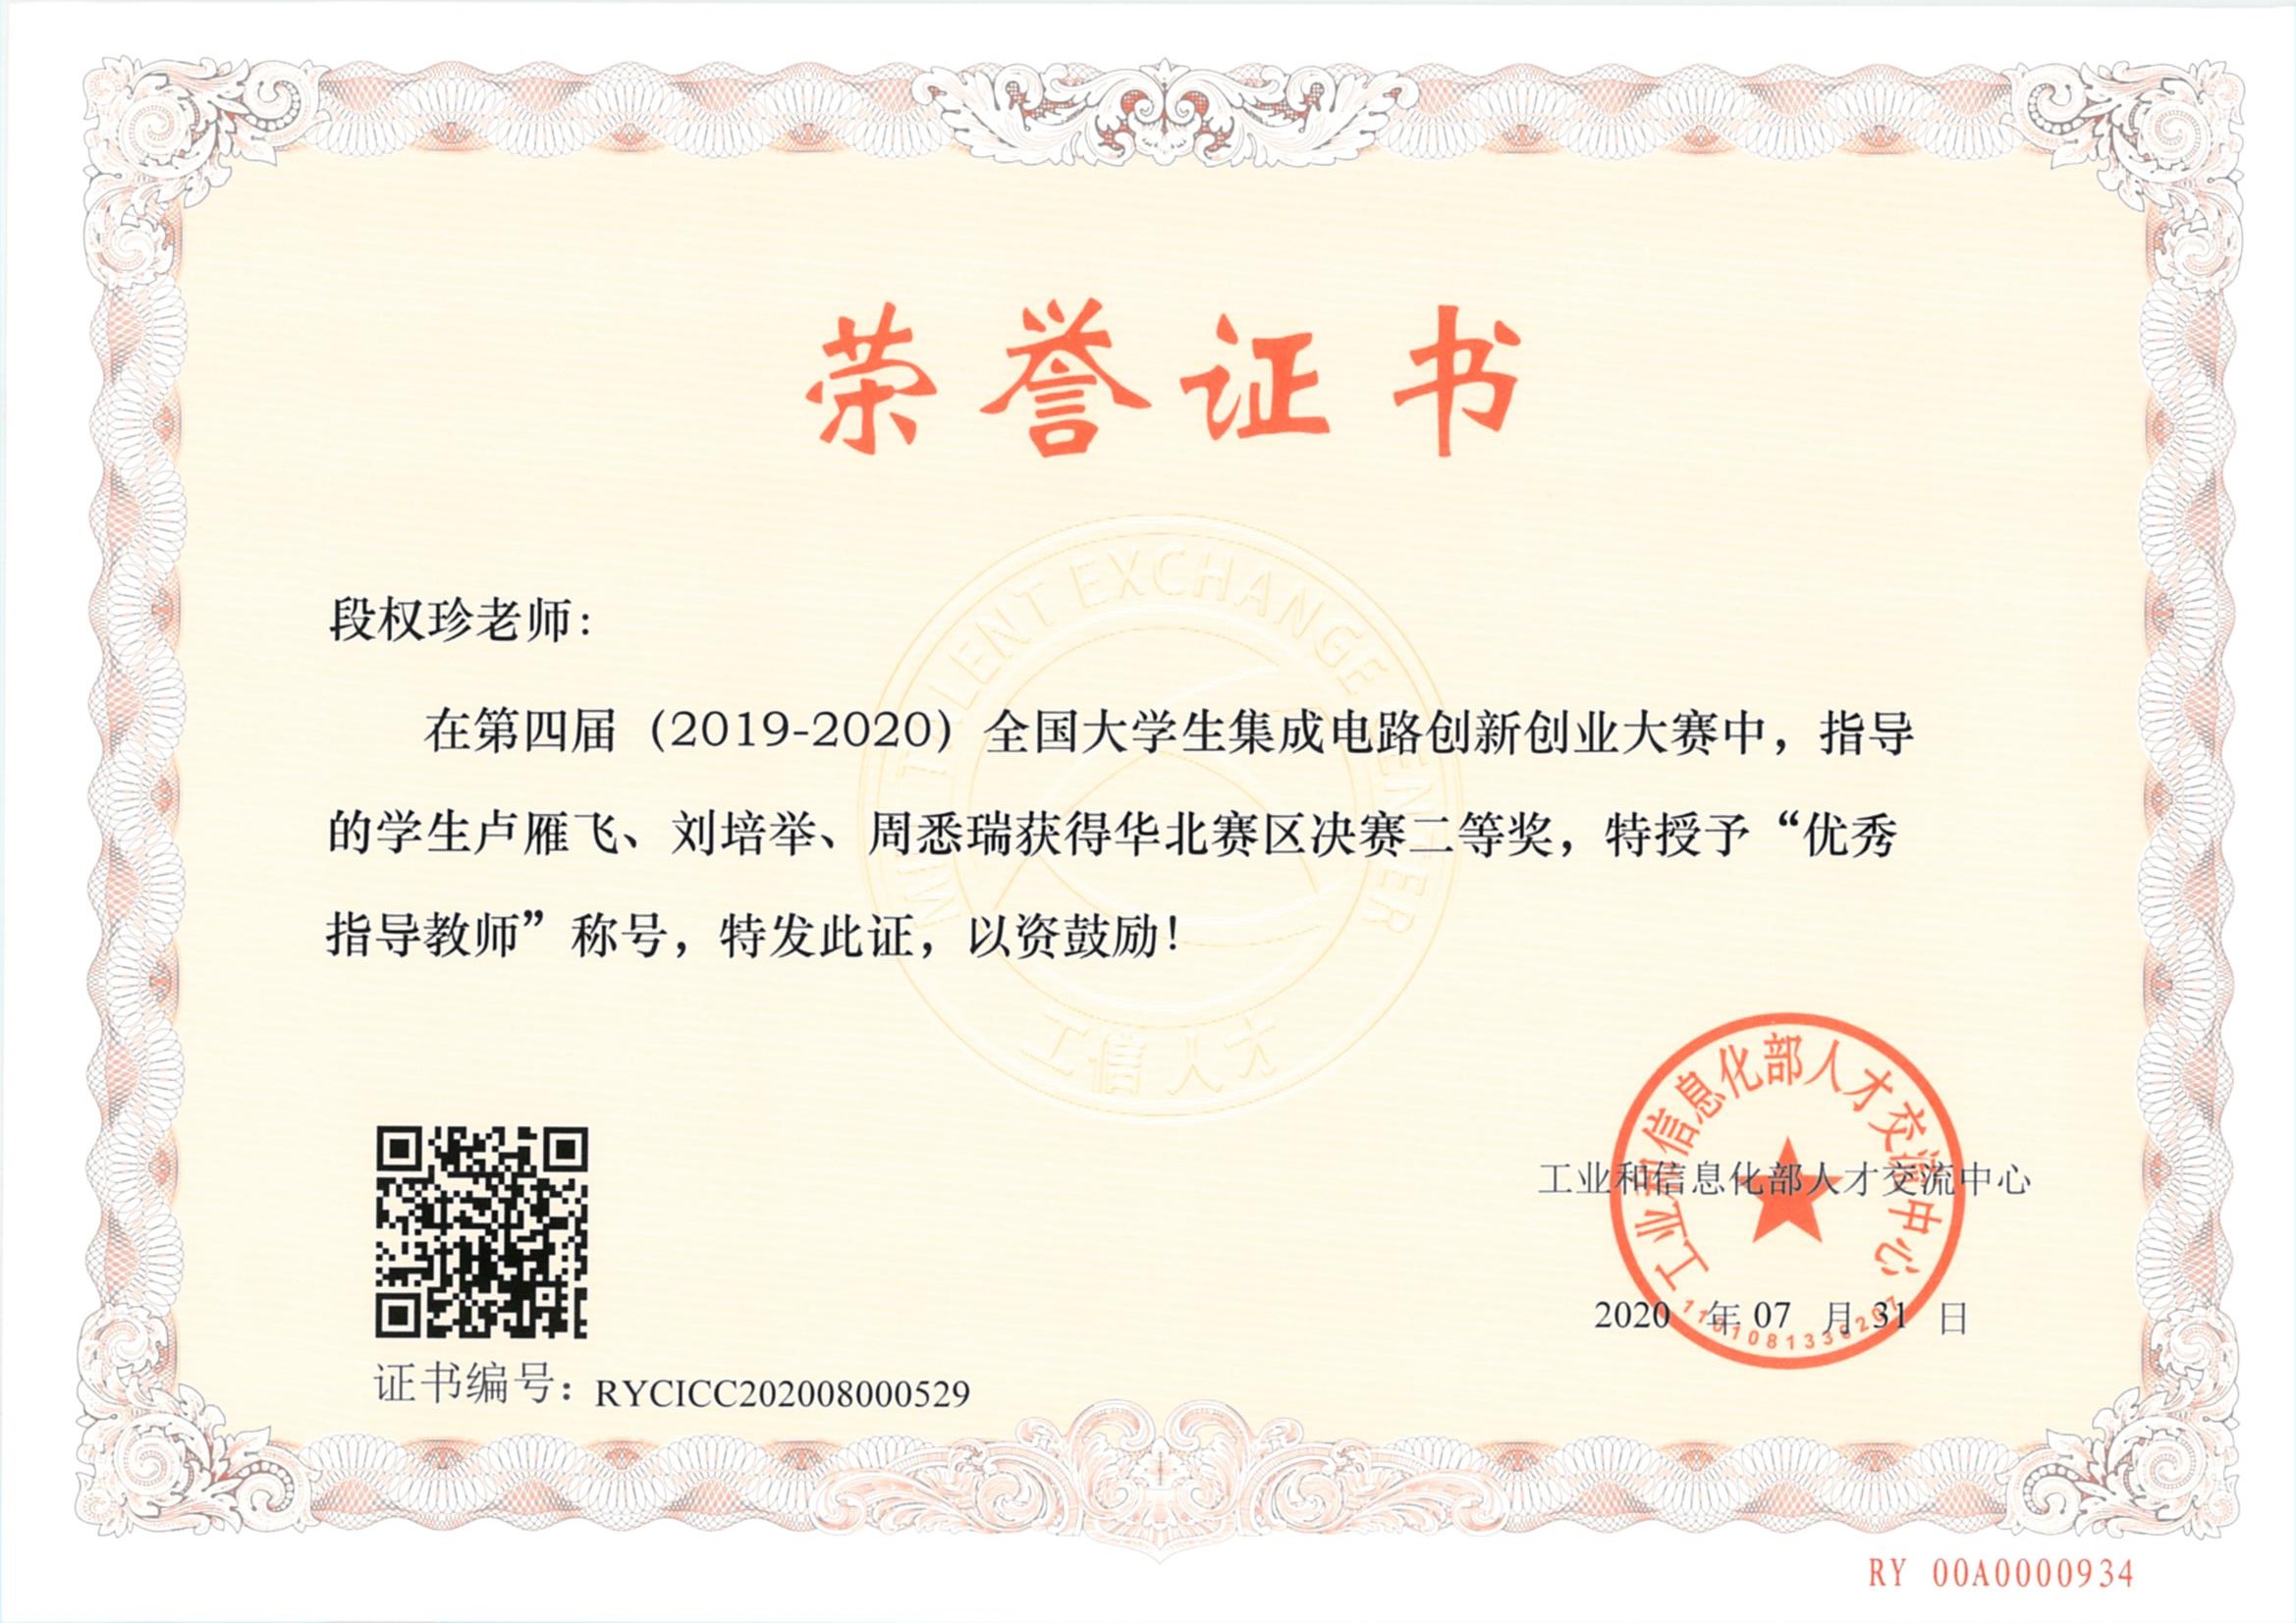 荣誉证书
MIIT TALENT EXCHANGE CENTER
段权珍老师：
在第四届（2019-2020）全国大学生集成电路创新创业大赛中，指导
的学生卢雁飞、刘培举、周悉瑞获得华北赛区决赛二等奖，特授予“优秀
指导教师”称号，特发此证，以资鼓励！
工信人才
工业和信息化部人才交流中心
工业和信息化部人才交流中心
2020 年 07 月 31 日
证书编号：RYCICC202008000529
RY 00A0000934